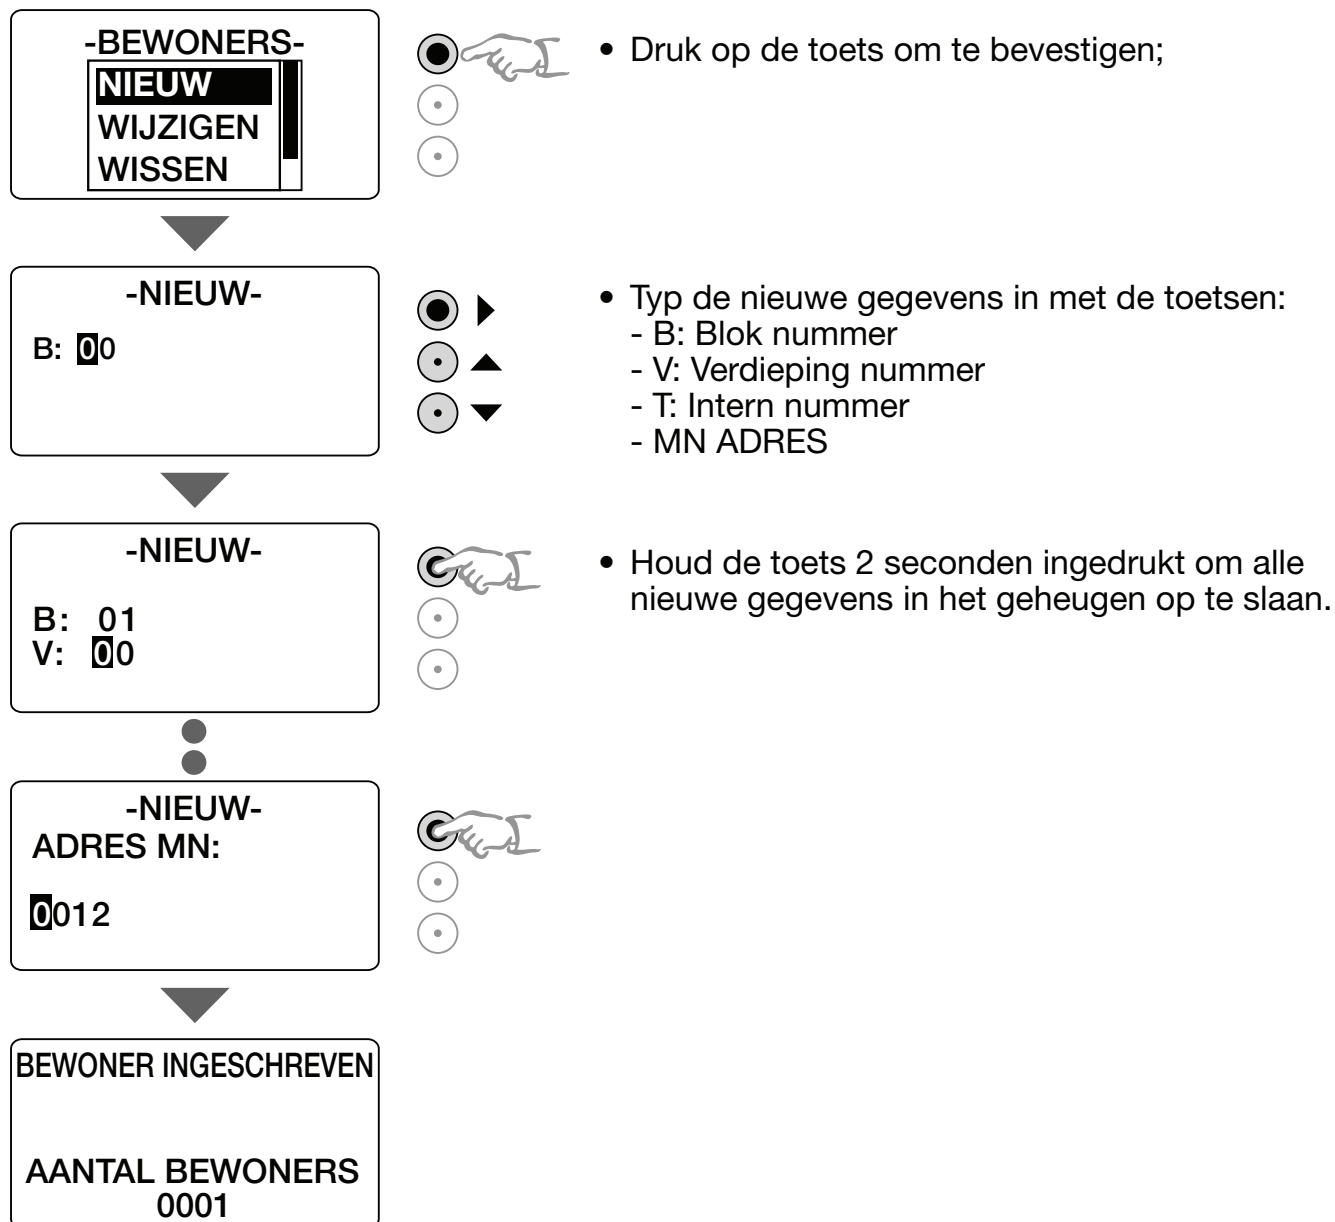 -BEWONERS-
NIEUW
WIJZIGEN
WISSEN
• Druk op de toets om te bevestigen;
-NIEUW-
B: 00
• Typ de nieuwe gegevens in met de toetsen:
- B: Blok nummer
- V: Verdieping nummer
- T: Intern nummer
- MN ADRES
-NIEUW-
B: 01
V: 00
• Houd de toets 2 seconden ingedrukt om alle
nieuwe gegevens in het geheugen op te slaan.
-NIEUW-
ADRES MN:
0012
BEWONER INGESCHREVEN
AANTAL BEWONERS
0001